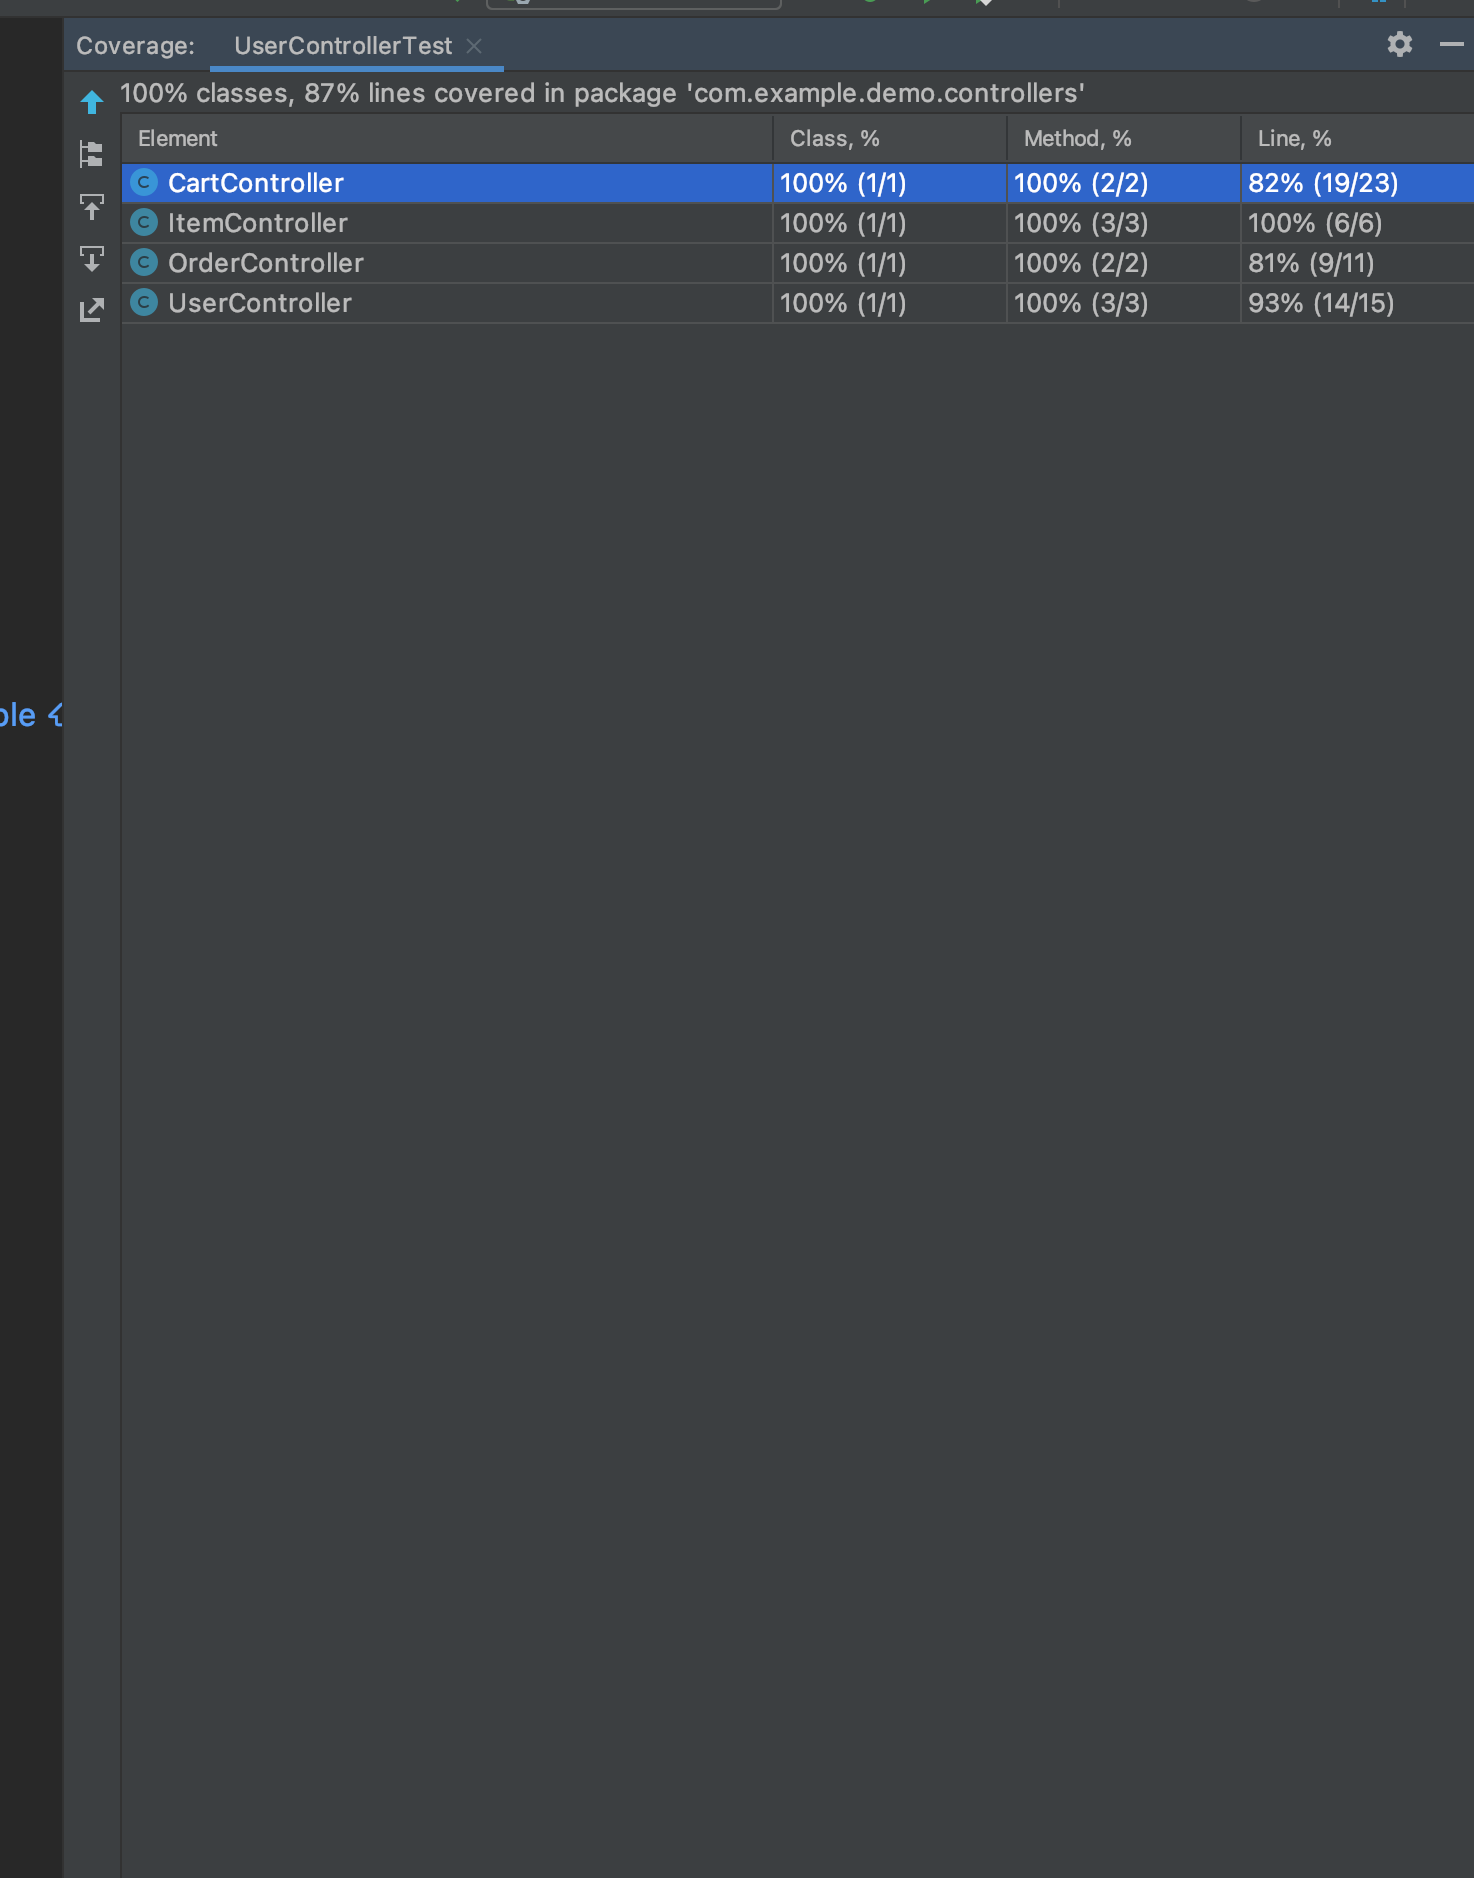 Coverage: UserControllerTest
100% classes, 87% lines covered in package 'com.example.demo.controllers'
Element Class, % Method, % Line, %
C CartController 100% (1/1) 100% (2/2) 82% (19/23)
C ItemController 100% (1/1) 100% (3/3) 100% (6/6)
C OrderController 100% (1/1) 100% (2/2) 81% (9/11)
C UserController 100% (1/1) 100% (3/3) 93% (14/15)